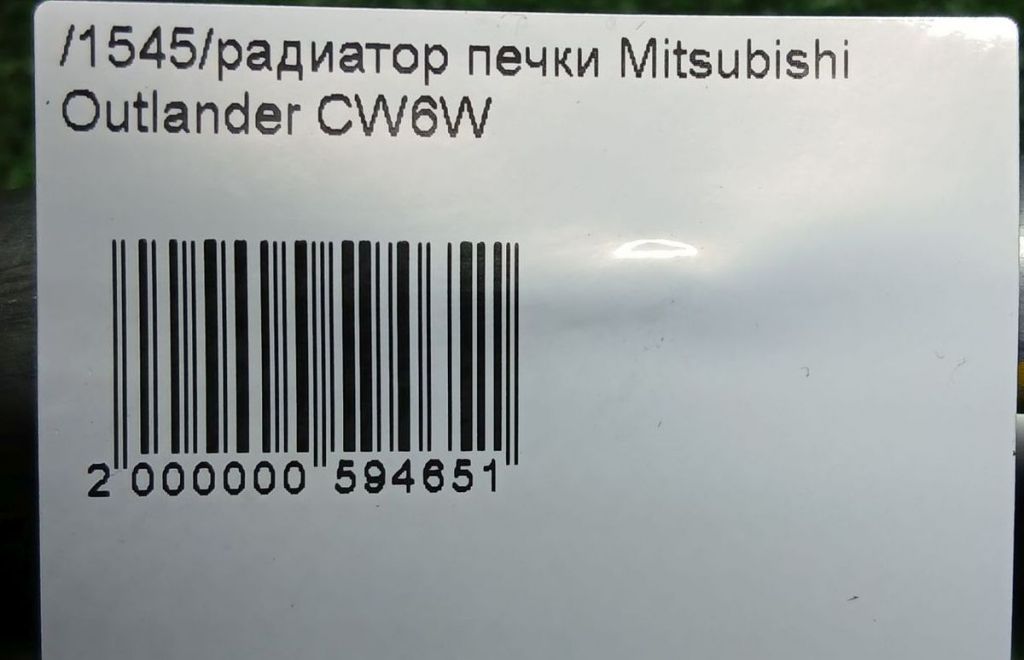 /1545/радиатор печки Mitsubishi
Outlander CW6W
2 000000 594651